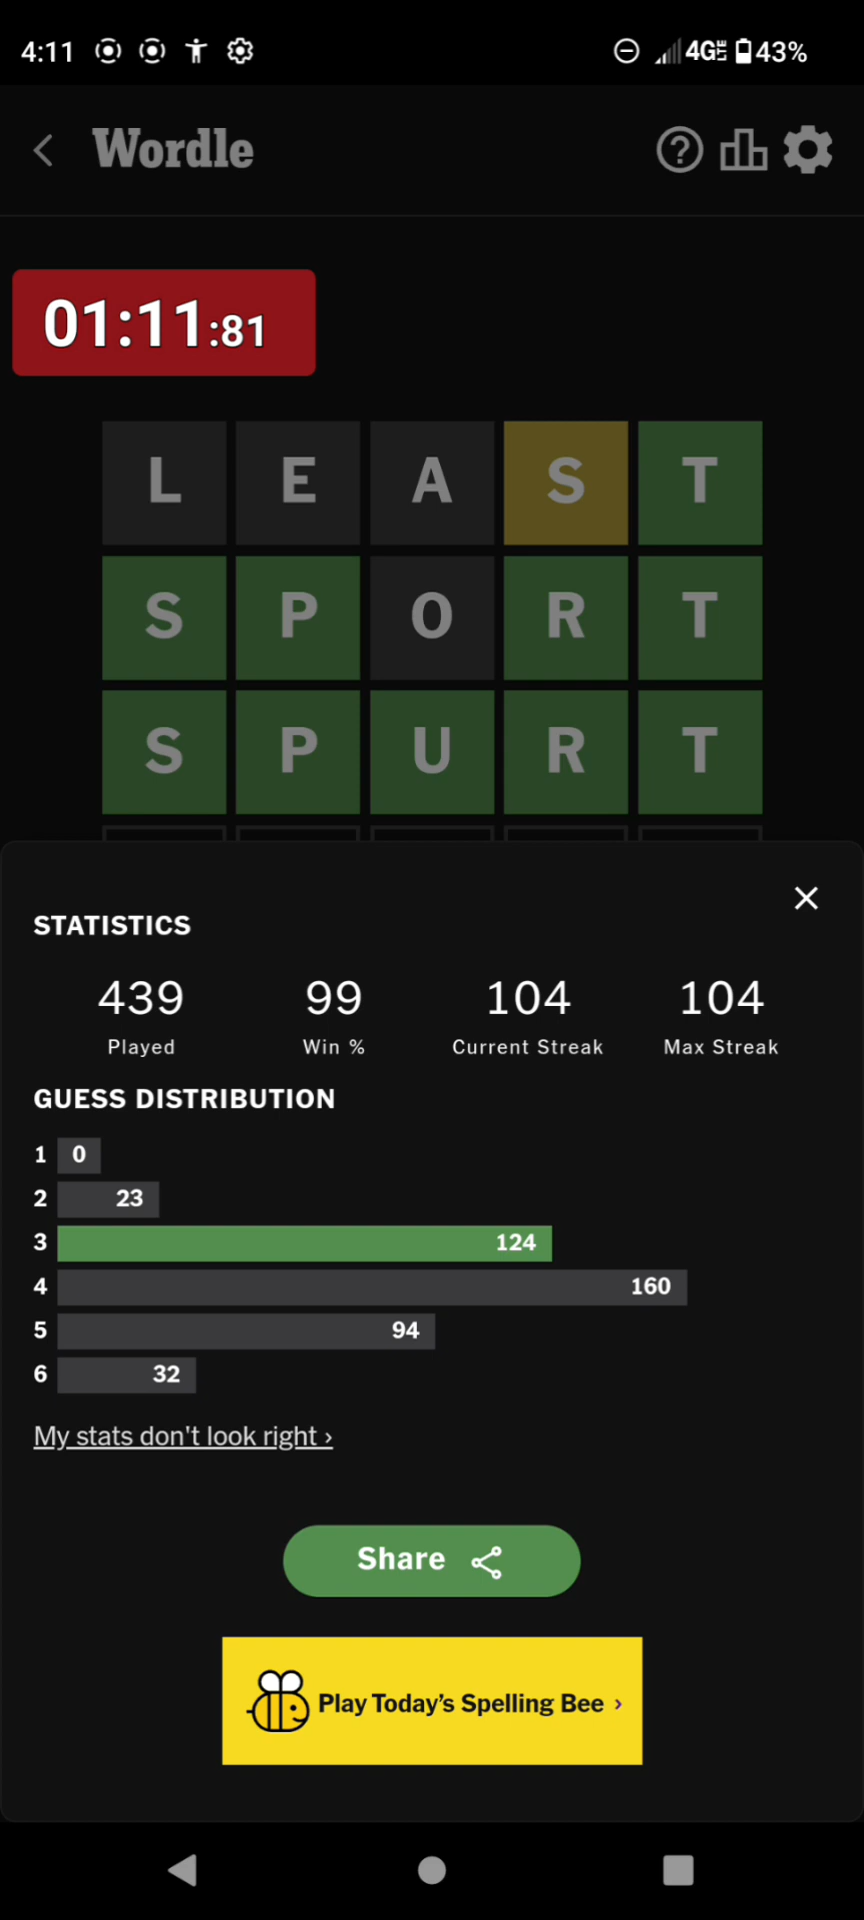 4:11 4G LTE 43%
Wordle
01:11:81
L E A S T
S P O R T
S P U R T
STATISTICS
439 99 104 104
Played Win % Current Streak Max Streak
GUESS DISTRIBUTION
1 0
2 23
3 124
4 160
5 94
6 32
My stats don't look right ›
Share
Play Today's Spelling Bee ›